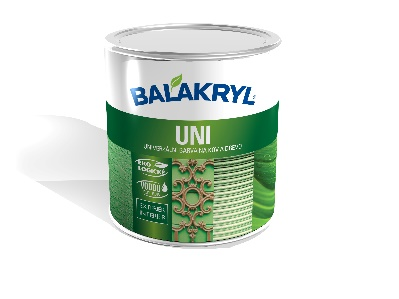 BALAKRYL
UNI
UNIVERZÁLNÍ BARVA NA KOV A DŘEVO
EKO
LOGICKÉ
EXTERIÉR
INTERIÉR